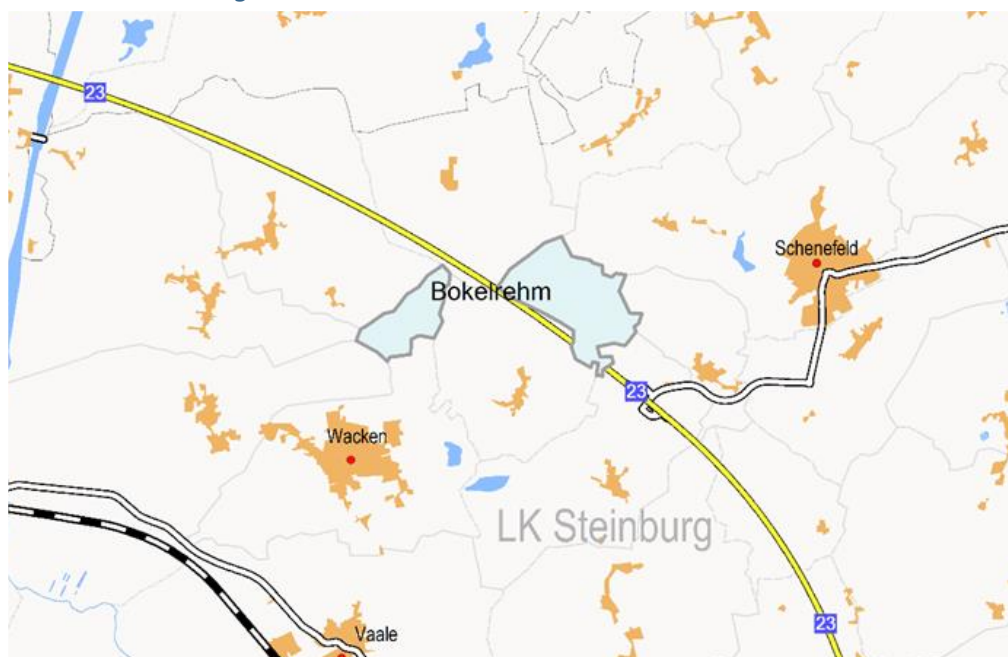 23
Schenefeld
Bokelrehm
23
Wacken
LK Steinburg
23
Vaale